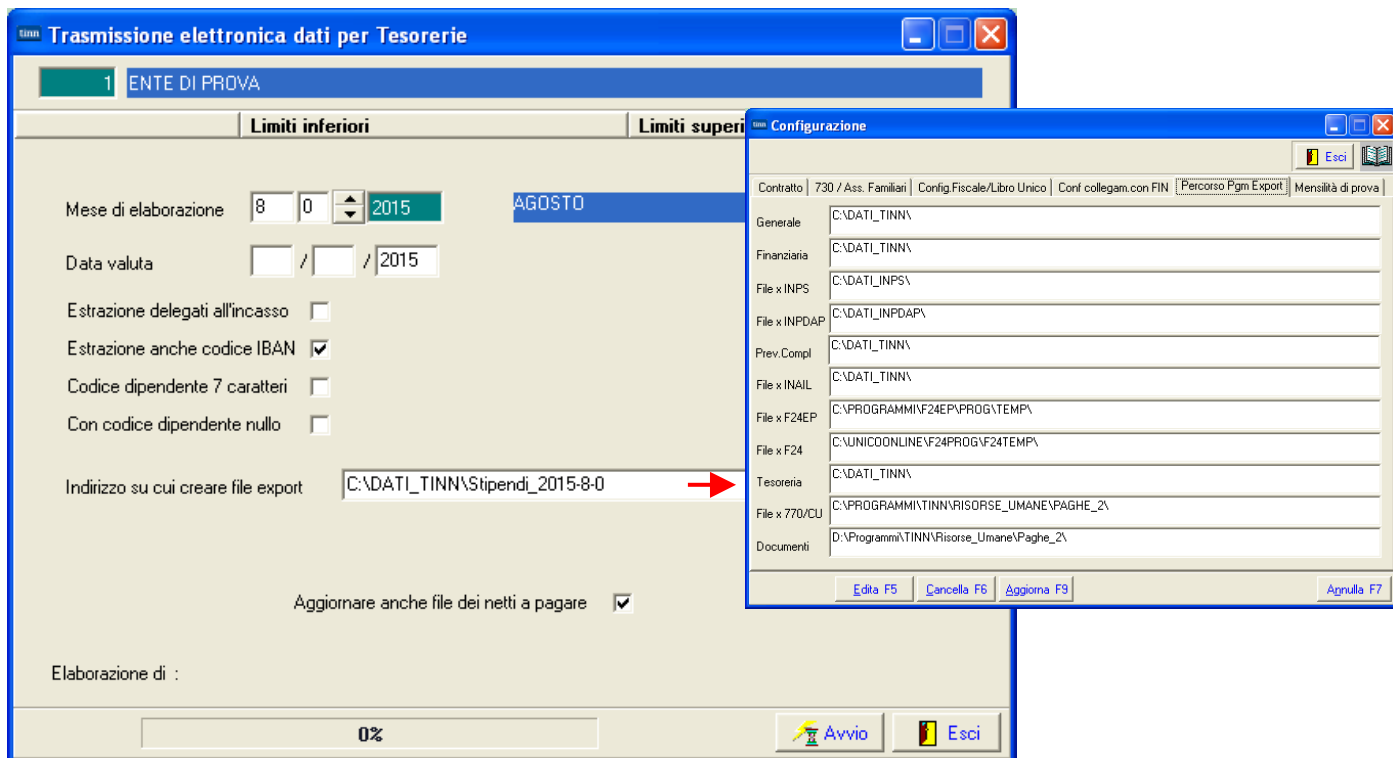 tinn Trasmissione elettronica dati per Tesorerie
1 ENTE DI PROVA
Limiti inferiori Limiti superi
Mese di elaborazione 8 0 2015 AGOSTO
Data valuta / / 2015
Estrazione delegati all'incasso
Estrazione anche codice IBAN
Codice dipendente 7 caratteri
Con codice dipendente nullo
Indirizzo su cui creare file export C:\DATI_TINN\Stipendi_2015-8-0
Aggiornare anche file dei netti a pagare
Elaborazione di :
0% Avvio Esci
tinn Configurazione
Esci
Contratto 730 / Ass. Familiari Config.Fiscale/Libro Unico Conf collegam.con FIN Percorso Pgm Export Mensilità di prova
Generale C:\DATI_TINN\
Finanziaria C:\DATI_TINN\
File x INPS C:\DATI_INPS\
File x INPDAP C:\DATI_INPDAP\
Prev.Compl C:\DATI_TINN\
File x INAIL C:\DATI_TINN\
File x F24EP C:\PROGRAMMI\F24EP\PROG\TEMP\
File x F24 C:\UNICOONLINE\F24PROG\F24TEMP\
Tesoreria C:\DATI_TINN\
File x 770/CU C:\PROGRAMMI\TINN\RISORSE_UMANE\PAGHE_2\
Documenti D:\Programmi\TINN\Risorse_Umane\Paghe_2\
Edita F5 Cancella F6 Aggiorna F9 Annulla F7